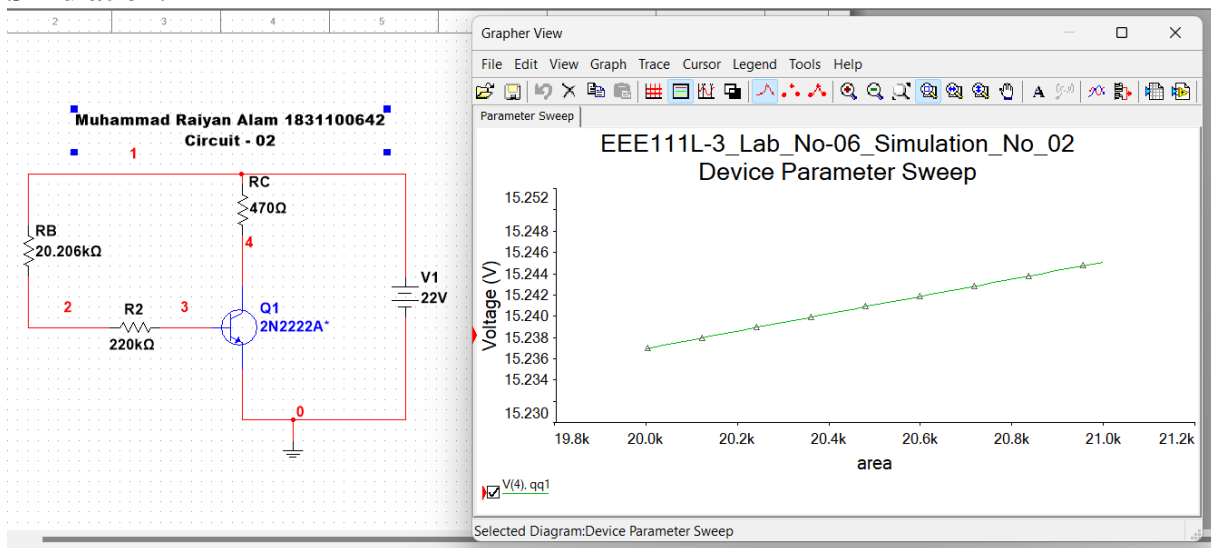 2 3 4 5
Muhammad Raiyan Alam 1831100642
Circuit - 02
1
RC
470Ω
RB
20.206kΩ
4
V1
22V
2
R2
3
Q1
2N2222A*
220kΩ
0
Grapher View
File Edit View Graph Trace Cursor Legend Tools Help
A
Parameter Sweep
EEE111L-3_Lab_No-06_Simulation_No_02
Device Parameter Sweep
Voltage (V)
15.252
15.248
15.246
15.244
15.242
15.240
15.238
15.236
15.234
15.230
19.8k 20.0k 20.2k 20.4k 20.6k 20.8k 21.0k 21.2k
area
V(4), qq1
Selected Diagram:Device Parameter Sweep